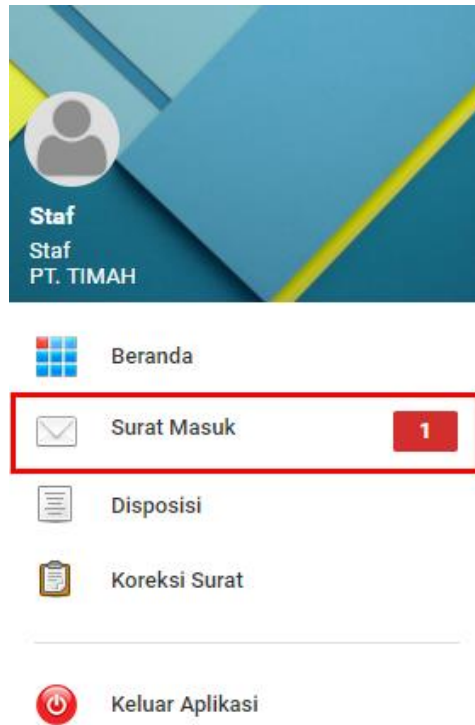 Staf
Staf
PT. TIMAH
Beranda
Surat Masuk 1
Disposisi
Koreksi Surat
Keluar Aplikasi